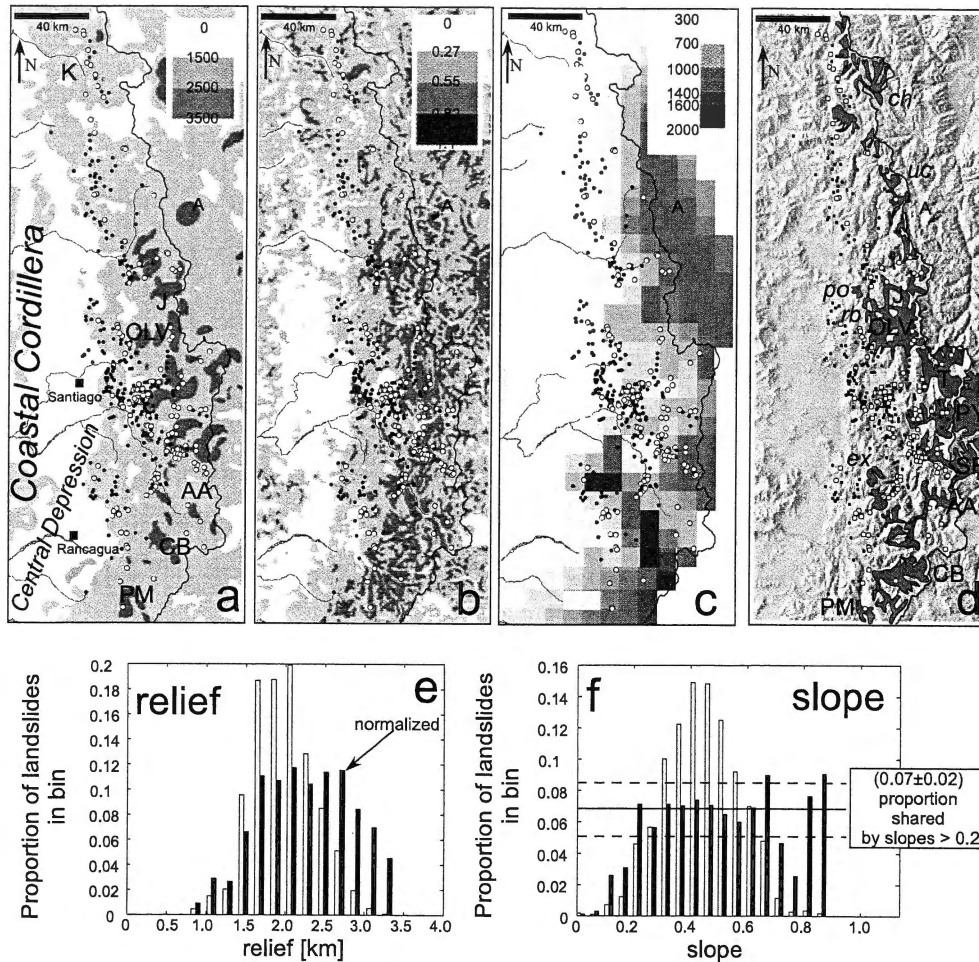 40 km
N
K
0
1500
2500
3500
A
J
OLV
Santiago
Coastal Cordillera
Central Depression
Rancagua
AA
CB
PM
a
40 km
N
0
0.27
0.55
A
b
40 km
N
300
700
1000
1400
1600
2000
A
c
40 km
N
ch
uc
A
J
po
rb
OLV
ex
AA
CB
PM
d
Proportion of landslides
in bin
0.2
0.18
0.16
0.14
0.12
0.1
0.08
0.06
0.04
0.02
0
relief
e
normalized
0
1.0
1.5
2.0
2.5
3.0
3.5
4.0
relief [km]
Proportion of landslides
in bin
0.16
0.14
0.12
0.1
0.08
0.06
0.04
0.02
0
f
slope
(0.07±0.02)
proportion
shared
by slopes > 0.2
0.2
0.4
0.6
0.8
1.0
slope